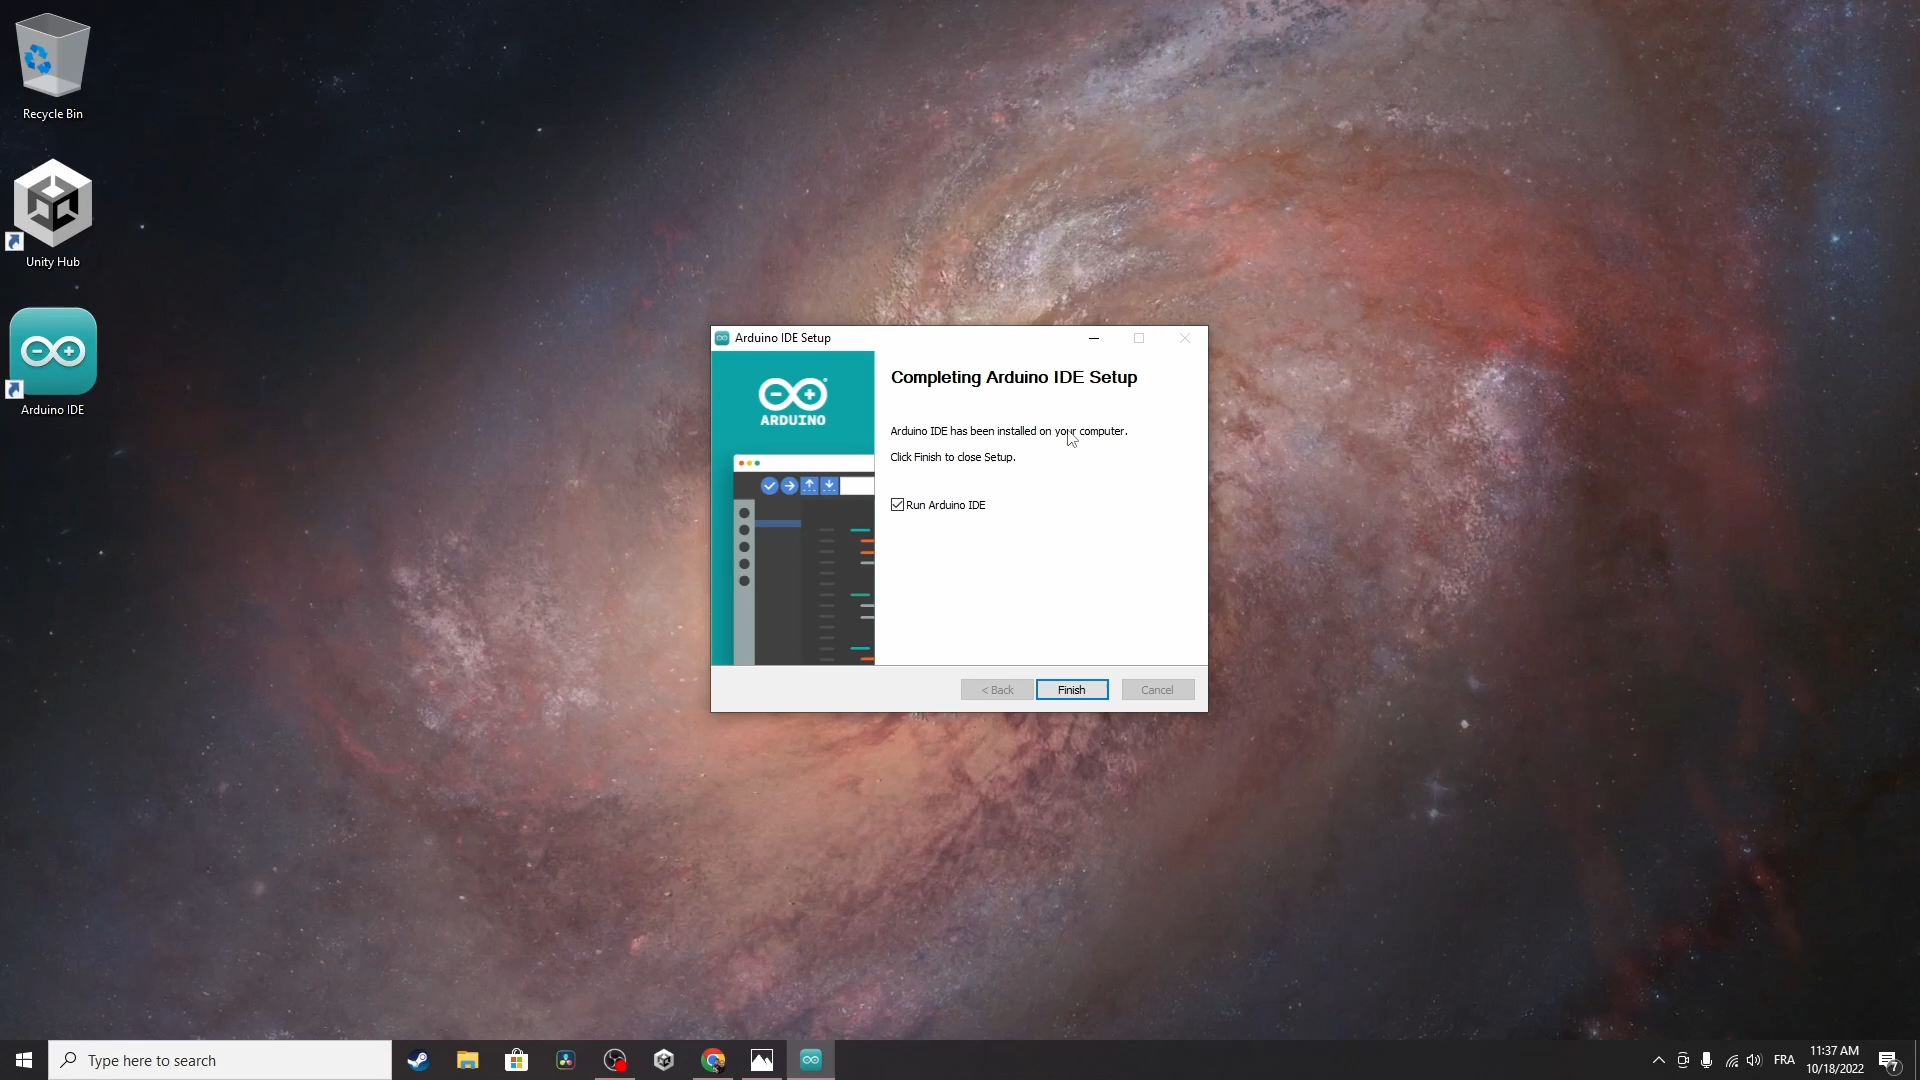 Recycle Bin
Unity Hub
Arduino IDE
Arduino IDE Setup
ARDUINO
Completing Arduino IDE Setup
Arduino IDE has been installed on your computer.
Click Finish to close Setup.
Run Arduino IDE
< Back
Finish
Cancel
Type here to search
FRA
11:37 AM
10/18/2022
7